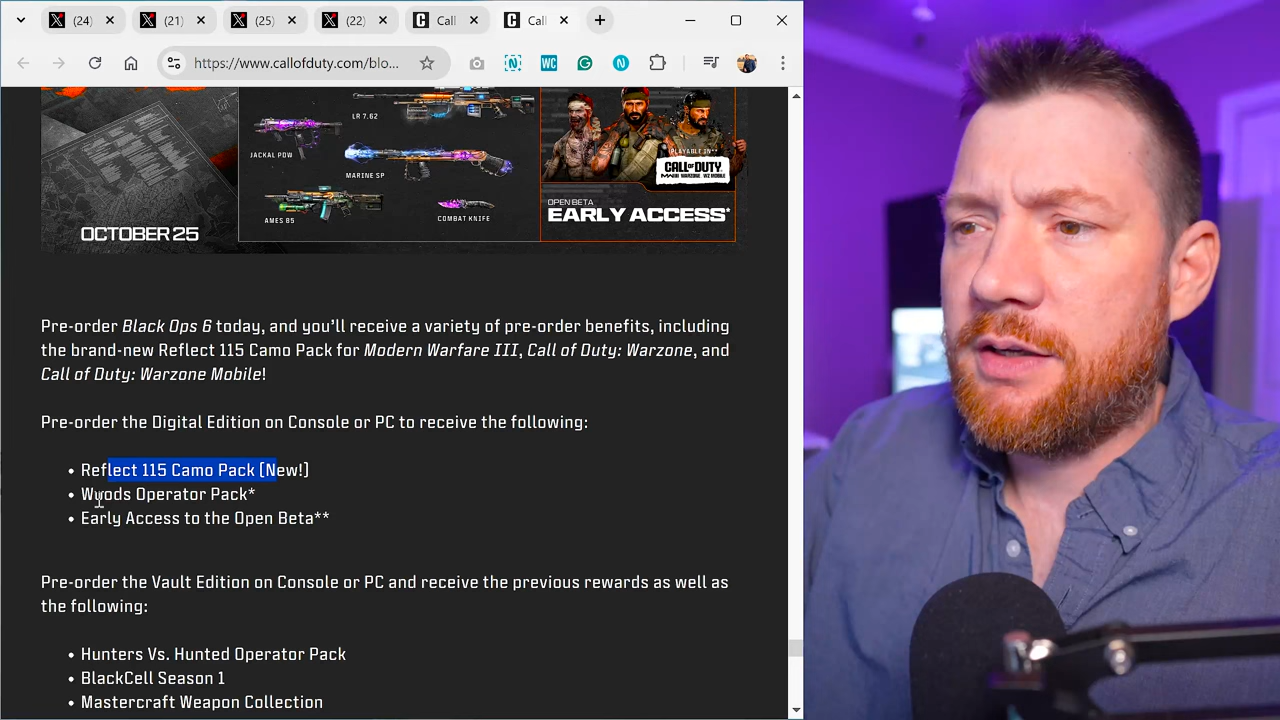 (24)
(21)
(25)
(22)
Call
Call
https://www.callofduty.com/blo...
LR 7.62
JACKAL PDW
MARINE SP
AMES 85
COMBAT KNIFE
OCTOBER 25
PLAYABLE IN**
CALL OF DUTY
WZ MOBILE
OPEN BETA
EARLY ACCESS*
Pre-order Black Ops 6 today, and you'll receive a variety of pre-order benefits, including
the brand-new Reflect 115 Camo Pack for Modern Warfare III, Call of Duty: Warzone, and
Call of Duty: Warzone Mobile!
Pre-order the Digital Edition on Console or PC to receive the following:
• Reflect 115 Camo Pack [New!]
• Woods Operator Pack*
• Early Access to the Open Beta**
Pre-order the Vault Edition on Console or PC and receive the previous rewards as well as
the following:
• Hunters Vs. Hunted Operator Pack
• BlackCell Season 1
• Mastercraft Weapon Collection